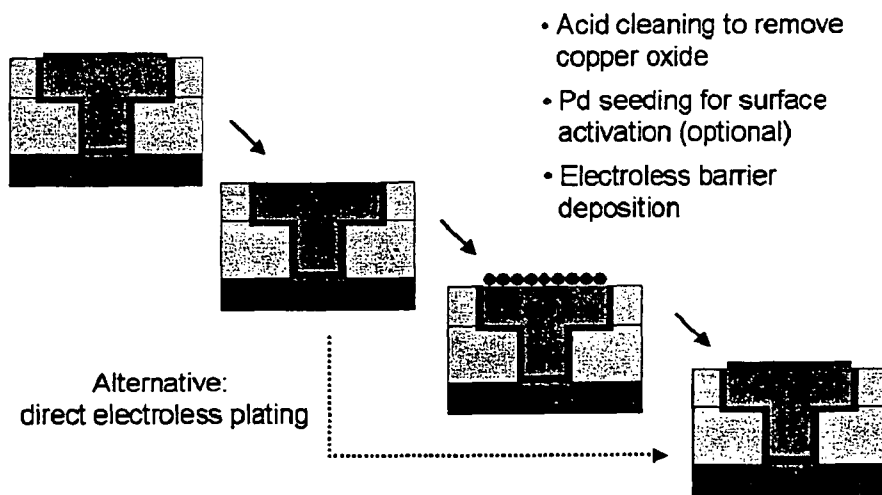 • Acid cleaning to remove
copper oxide
• Pd seeding for surface
activation (optional)
• Electroless barrier
deposition
Alternative:
direct electroless plating